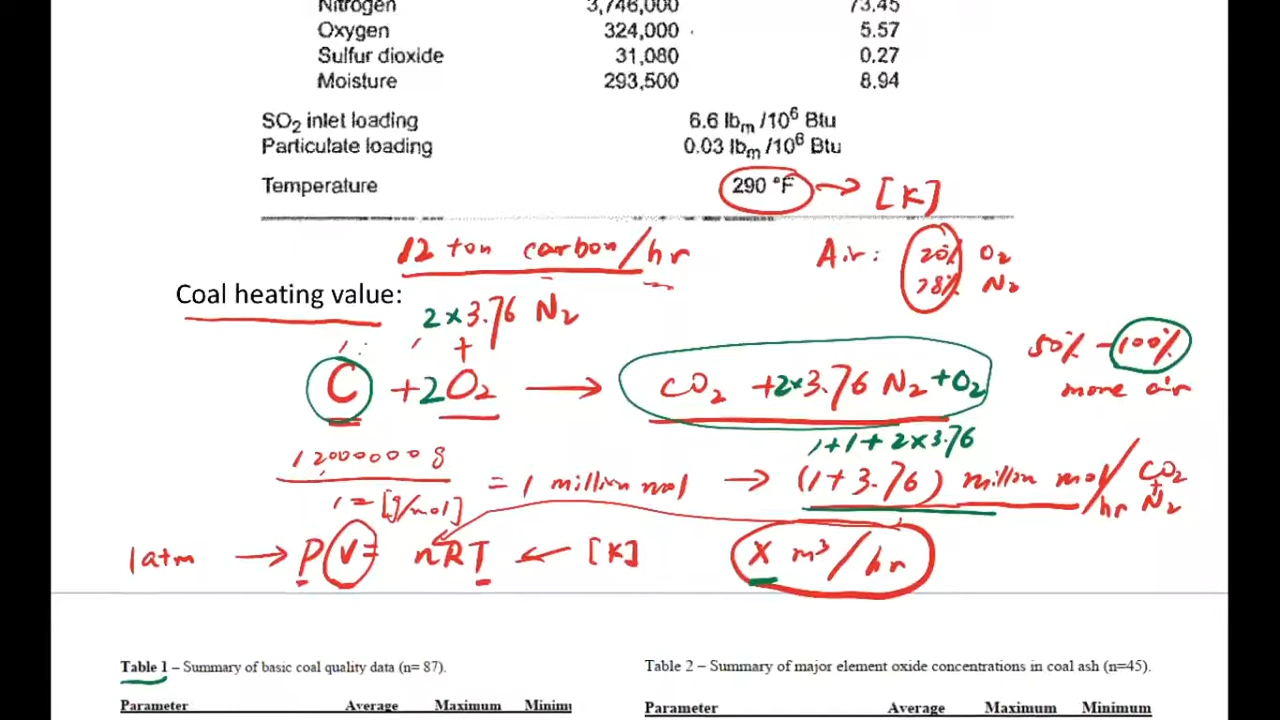 Nitrogen 3,746,000 73.45
Oxygen 324,000 5.57
Sulfur dioxide 31,080 0.27
Moisture 293,500 8.94
SO2 inlet loading 6.6 lbm /10^6 Btu
Particulate loading 0.03 lbm /10^6 Btu
Temperature 290 °F → [K]
12 ton carbon/hr Air: 20% O2
78% N2
Coal heating value:
2×3.76 N2
+
50% - 100%
more air
C + 2O2 → CO2 + 2×3.76 N2 + O2
1+1+2×3.76
12000000 g
12 [g/mol]
= 1 million mol → (1+3.76) million mol/hr CO2 + N2
1 atm → PV = nRT ← [K] X m³/hr
Table 1 – Summary of basic coal quality data (n= 87).
Table 2 – Summary of major element oxide concentrations in coal ash (n=45).
Parameter Average Maximum Minimu
Parameter Average Maximum Minimum